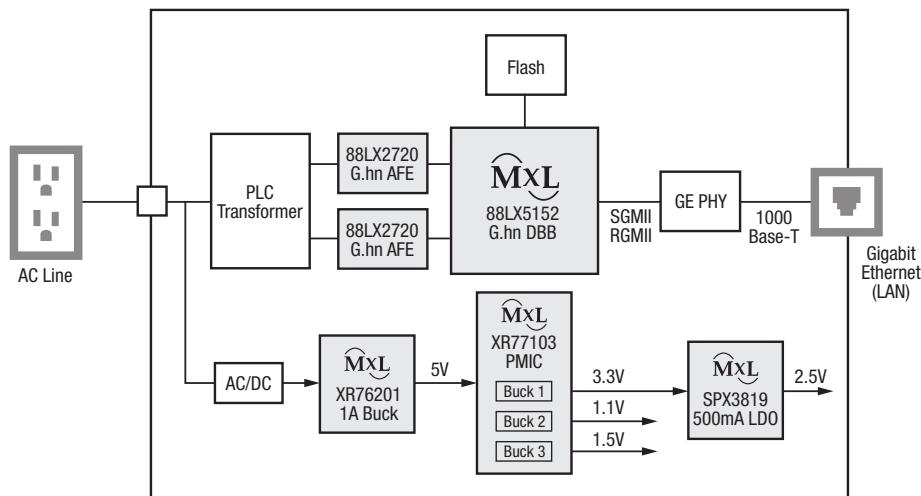 Flash
AC Line
PLC
Transformer
88LX2720
G.hn AFE
88LX2720
G.hn AFE
MxL
88LX5152
G.hn DBB
SGMII
RGMII
GE PHY
1000
Base-T
Gigabit
Ethernet
(LAN)
AC/DC
MxL
XR76201
1A Buck
5V
MxL
XR77103
PMIC
Buck 1
Buck 2
Buck 3
3.3V
1.1V
1.5V
MxL
SPX3819
500mA LDO
2.5V